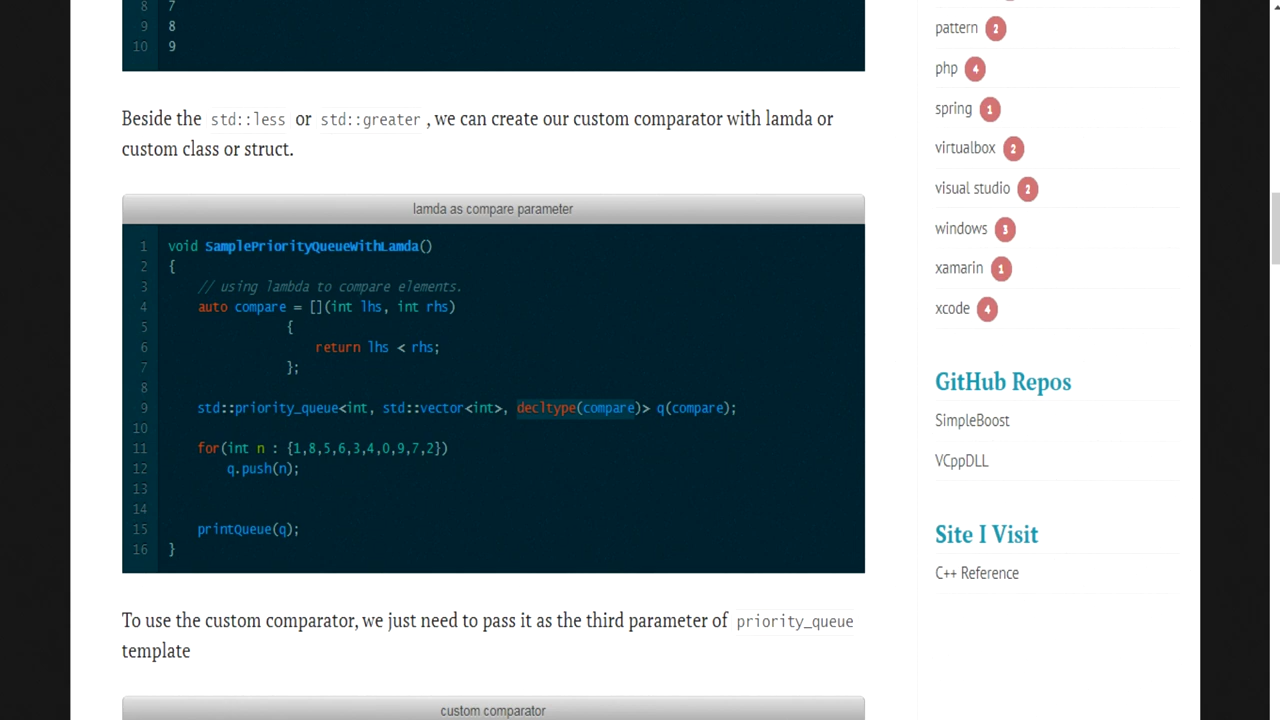 8 7
9 8
10 9
Beside the std::less or std::greater , we can create our custom comparator with lamda or
custom class or struct.
lamda as compare parameter
1 void SamplePriorityQueueWithLamda()
2 {
3 // using lambda to compare elements.
4 auto compare = [](int lhs, int rhs)
5 {
6 return lhs < rhs;
7 };
8
9 std::priority_queue<int, std::vector<int>, decltype(compare)> q(compare);
10
11 for(int n : {1,8,5,6,3,4,0,9,7,2})
12 q.push(n);
13
14
15 printQueue(q);
16 }
To use the custom comparator, we just need to pass it as the third parameter of priority_queue
template
custom comparator
pattern 2
php 4
spring 1
virtualbox 2
visual studio 2
windows 3
xamarin 1
xcode 4
GitHub Repos
SimpleBoost
VCppDLL
Site I Visit
C++ Reference